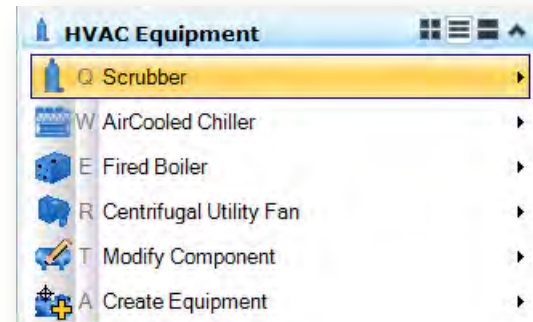 HVAC Equipment
Q Scrubber
W AirCooled Chiller
E Fired Boiler
R Centrifugal Utility Fan
T Modify Component
A Create Equipment